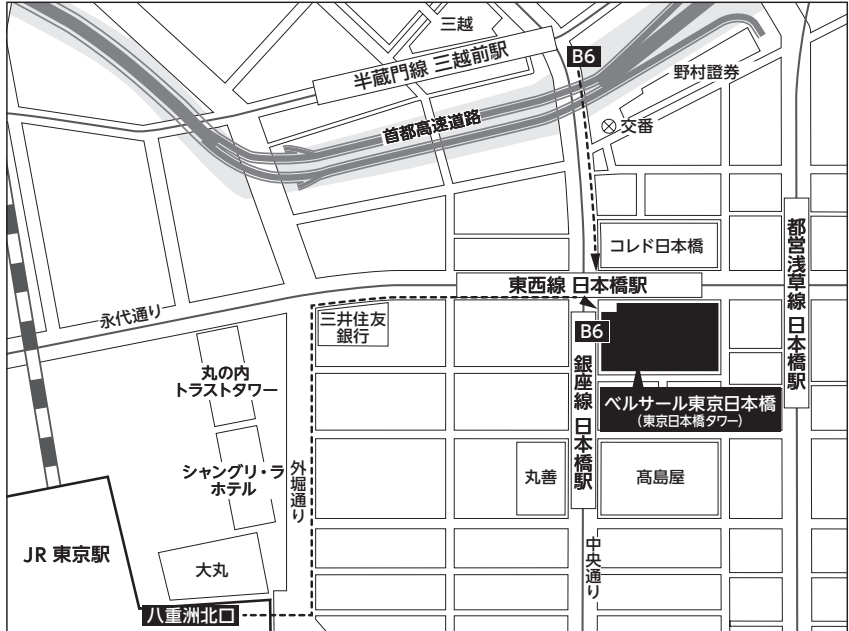 三越
半蔵門線 三越前駅
B6
野村證券
首都高速道路
交番
コレド日本橋
都営浅草線 日本橋駅
東西線 日本橋駅
永代通り
三井住友
銀行
B6
丸の内
トラストタワー
銀座線 日本橋駅
ベルサール東京日本橋
(東京日本橋タワー)
シャングリ・ラ
ホテル
外堀通り
丸善
髙島屋
JR 東京駅
大丸
中央通り
八重洲北口